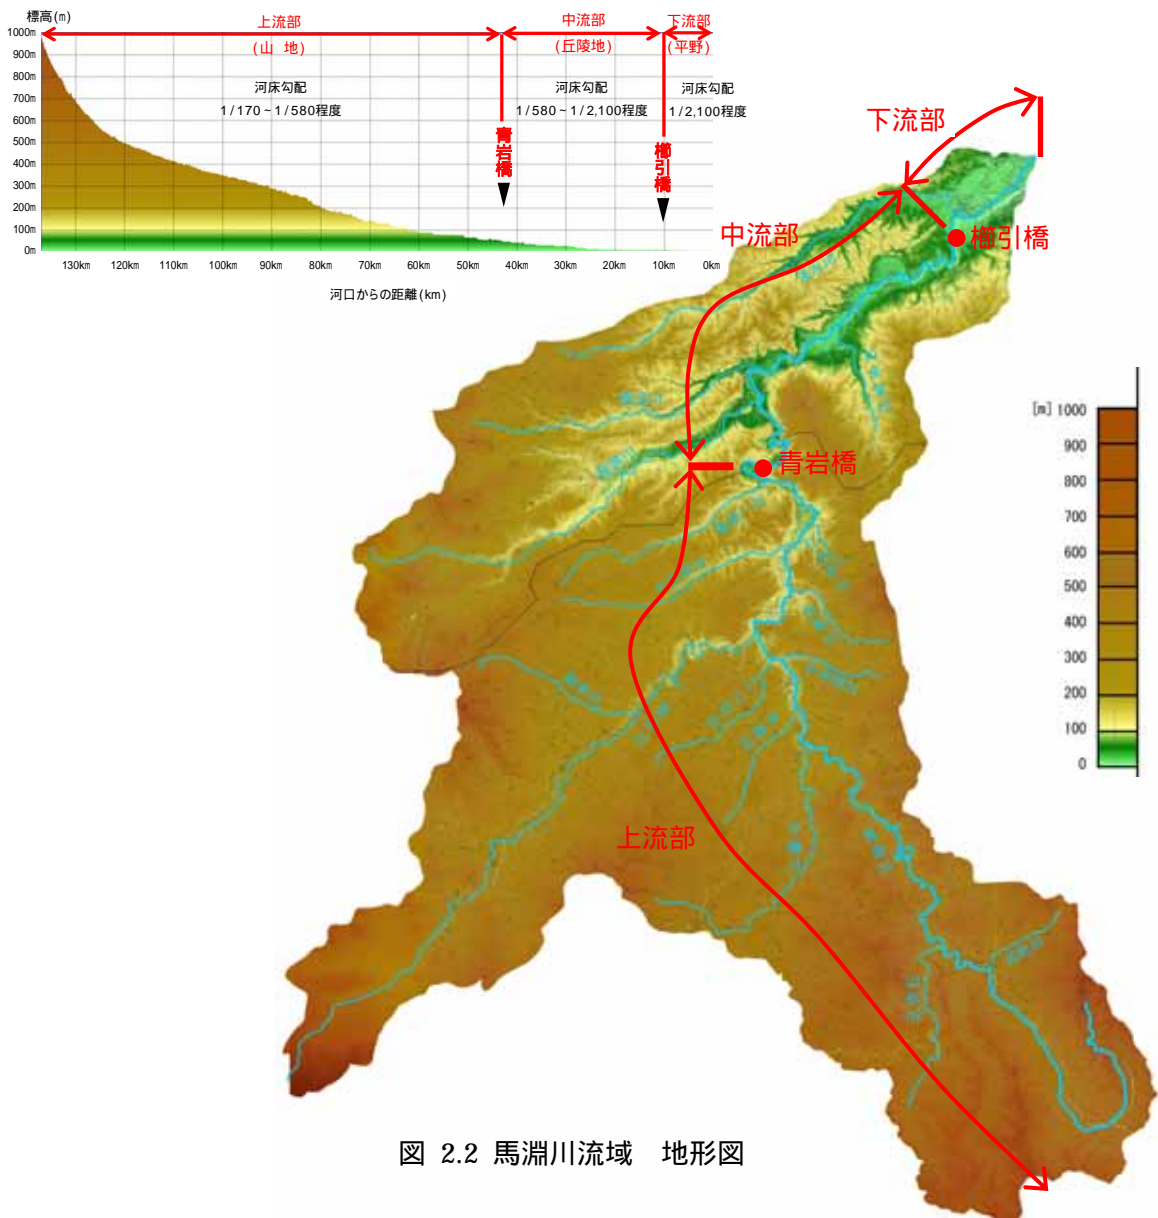 標高(m)
上流部
(山 地)
中流部
(丘陵地)
下流部
(平野)
1000m
900m
800m
700m
600m
500m
400m
300m
200m
100m
0m
河床勾配
1/170~1/580程度
河床勾配
1/580~1/2,100程度
河床勾配
1/2,100程度
青岩橋
櫛引橋
130km 120km 110km 100km 90km 80km 70km 60km 50km 40km 30km 20km 10km 0km
河口からの距離(km)
下流部
中流部
櫛引橋
青岩橋
上流部
[m] 1000
900
800
700
600
500
400
300
200
100
0
図 2.2 馬淵川流域 地形図